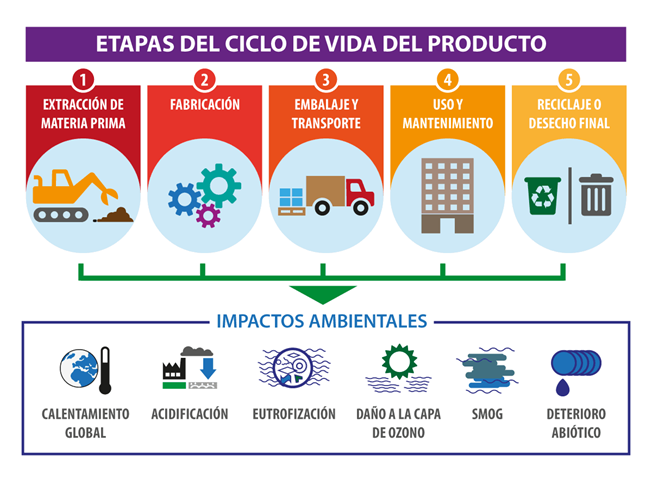 ETAPAS DEL CICLO DE VIDA DEL PRODUCTO
1
EXTRACCIÓN DE
MATERIA PRIMA
2
FABRICACIÓN
3
EMBALAJE Y
TRANSPORTE
4
USO Y
MANTENIMIENTO
5
RECICLAJE O
DESECHO FINAL
IMPACTOS AMBIENTALES
CALENTAMIENTO
GLOBAL
ACIDIFICACIÓN
EUTROFIZACIÓN
DAÑO A LA CAPA
DE OZONO
SMOG
DETERIORO
ABIÓTICO